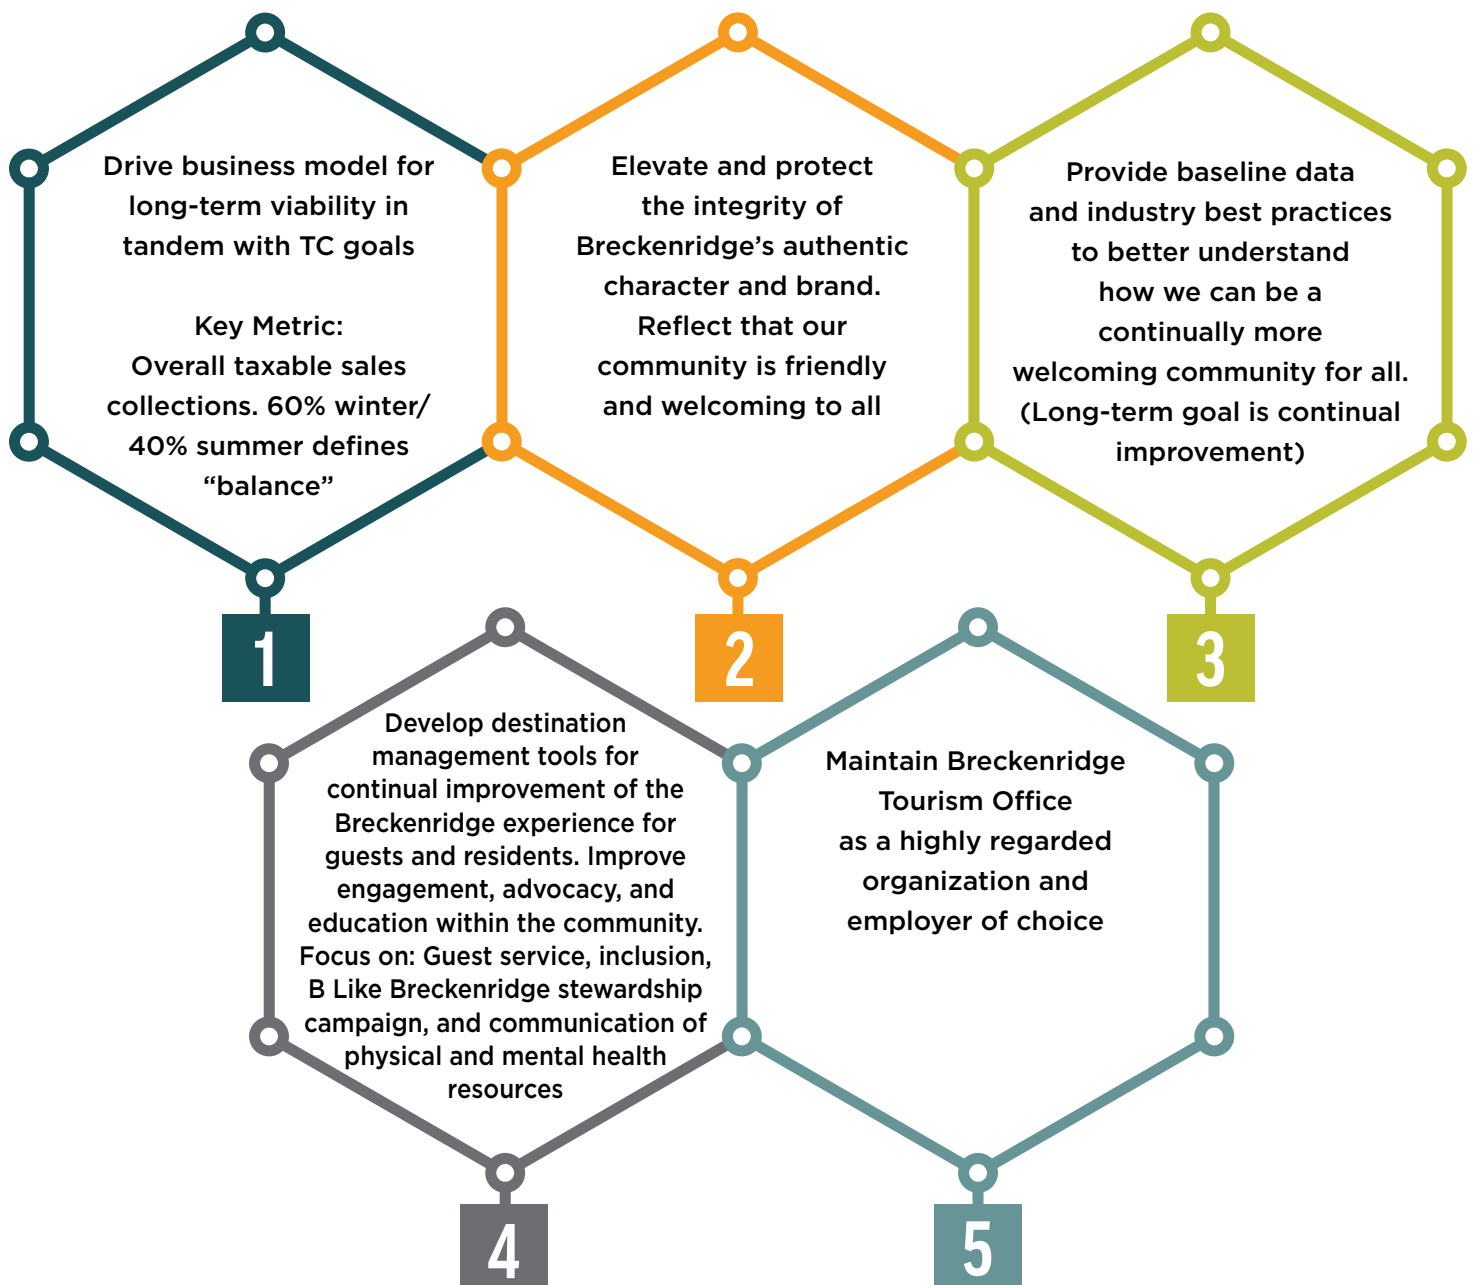 Drive business model for
long-term viability in
tandem with TC goals
Key Metric:
Overall taxable sales
collections. 60% winter/
40% summer defines
“balance”
1
Elevate and protect
the integrity of
Breckenridge’s authentic
character and brand.
Reflect that our
community is friendly
and welcoming to all
2
Provide baseline data
and industry best practices
to better understand
how we can be a
continually more
welcoming community for all.
(Long-term goal is continual
improvement)
3
Develop destination
management tools for
continual improvement of the
Breckenridge experience for
guests and residents. Improve
engagement, advocacy, and
education within the community.
Focus on: Guest service, inclusion,
B Like Breckenridge stewardship
campaign, and communication of
physical and mental health
resources
4
Maintain Breckenridge
Tourism Office
as a highly regarded
organization and
employer of choice
5